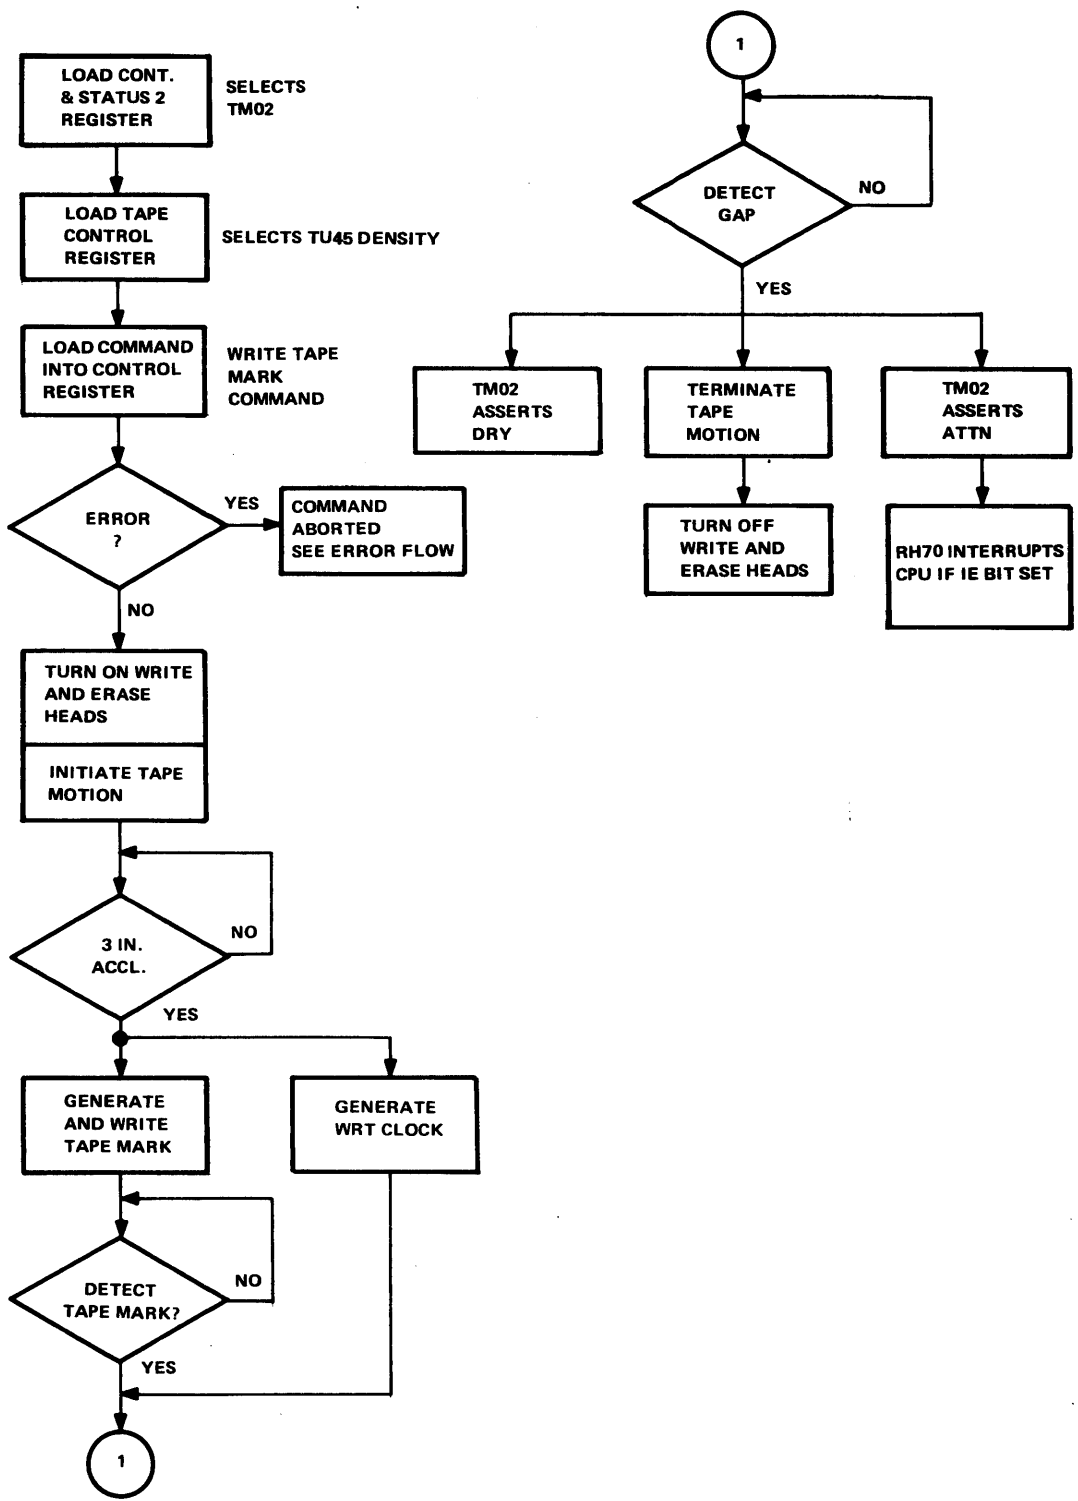 LOAD CONT.
& STATUS 2
REGISTER
SELECTS
TM02
LOAD TAPE
CONTROL
REGISTER
SELECTS TU45 DENSITY
LOAD COMMAND
INTO CONTROL
REGISTER
WRITE TAPE
MARK
COMMAND
ERROR
?
YES
COMMAND
ABORTED
SEE ERROR FLOW
NO
TURN ON WRITE
AND ERASE
HEADS
INITIATE TAPE
MOTION
3 IN.
ACCL.
NO
YES
GENERATE
AND WRITE
TAPE MARK
GENERATE
WRT CLOCK
DETECT
TAPE MARK?
NO
YES
1
1
DETECT
GAP
NO
YES
TM02
ASSERTS
DRY
TERMINATE
TAPE
MOTION
TM02
ASSERTS
ATTN
TURN OFF
WRITE AND
ERASE HEADS
RH70 INTERRUPTS
CPU IF IE BIT SET